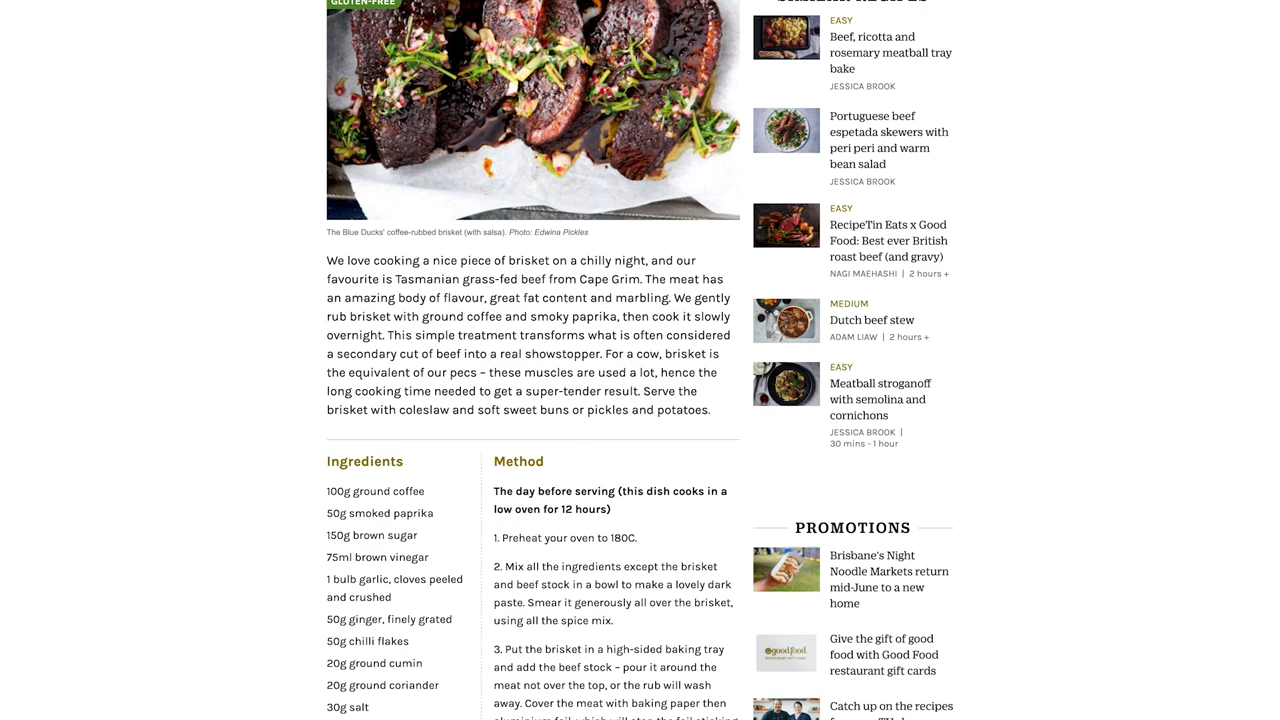 GLUTEN-FREE
The Blue Ducks' coffee-rubbed brisket (with salsa). Photo: Edwina Pickles
We love cooking a nice piece of brisket on a chilly night, and our
favourite is Tasmanian grass-fed beef from Cape Grim. The meat has
an amazing body of flavour, great fat content and marbling. We gently
rub brisket with ground coffee and smoky paprika, then cook it slowly
overnight. This simple treatment transforms what is often considered
a secondary cut of beef into a real showstopper. For a cow, brisket is
the equivalent of our pecs – these muscles are used a lot, hence the
long cooking time needed to get a super-tender result. Serve the
brisket with coleslaw and soft sweet buns or pickles and potatoes.
Ingredients
100g ground coffee
50g smoked paprika
150g brown sugar
75ml brown vinegar
1 bulb garlic, cloves peeled
and crushed
50g ginger, finely grated
50g chilli flakes
20g ground cumin
20g ground coriander
30g salt
Method
The day before serving (this dish cooks in a
low oven for 12 hours)
1. Preheat your oven to 180C.
2. Mix all the ingredients except the brisket
and beef stock in a bowl to make a lovely dark
paste. Smear it generously all over the brisket,
using all the spice mix.
3. Put the brisket in a high-sided baking tray
and add the beef stock – pour it around the
meat not over the top, or the rub will wash
away. Cover the meat with baking paper then
EASY
Beef, ricotta and
rosemary meatball tray
bake
JESSICA BROOK
Portuguese beef
espetada skewers with
peri peri and warm
bean salad
JESSICA BROOK
EASY
RecipeTin Eats x Good
Food: Best ever British
roast beef (and gravy)
NAGI MAEHASHI | 2 hours +
MEDIUM
Dutch beef stew
ADAM LIAW | 2 hours +
EASY
Meatball stroganoff
with semolina and
cornichons
JESSICA BROOK |
30 mins - 1 hour
PROMOTIONS
Brisbane's Night
Noodle Markets return
mid-June to a new
home
goodfood
RESTAURANT GIFT CARD
Give the gift of good
food with Good Food
restaurant gift cards
Catch up on the recipes